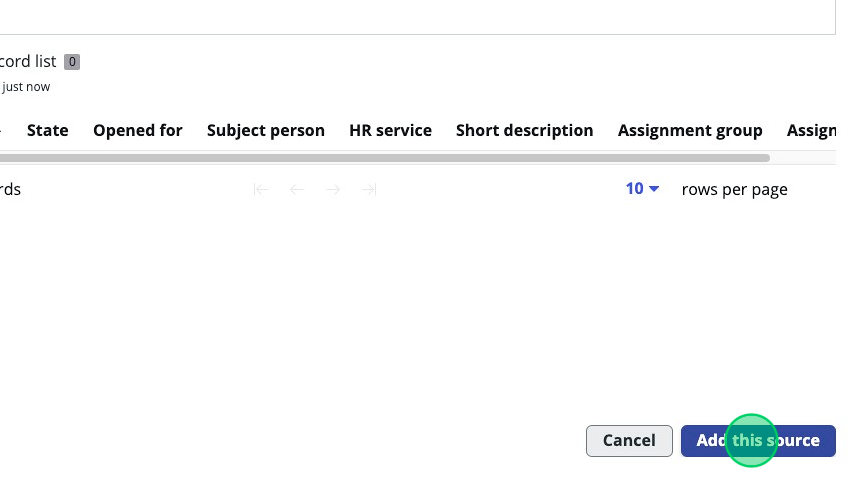 cord list 0
just now
State Opened for Subject person HR service Short description Assignment group Assign
rds 10 rows per page
Cancel Add this source